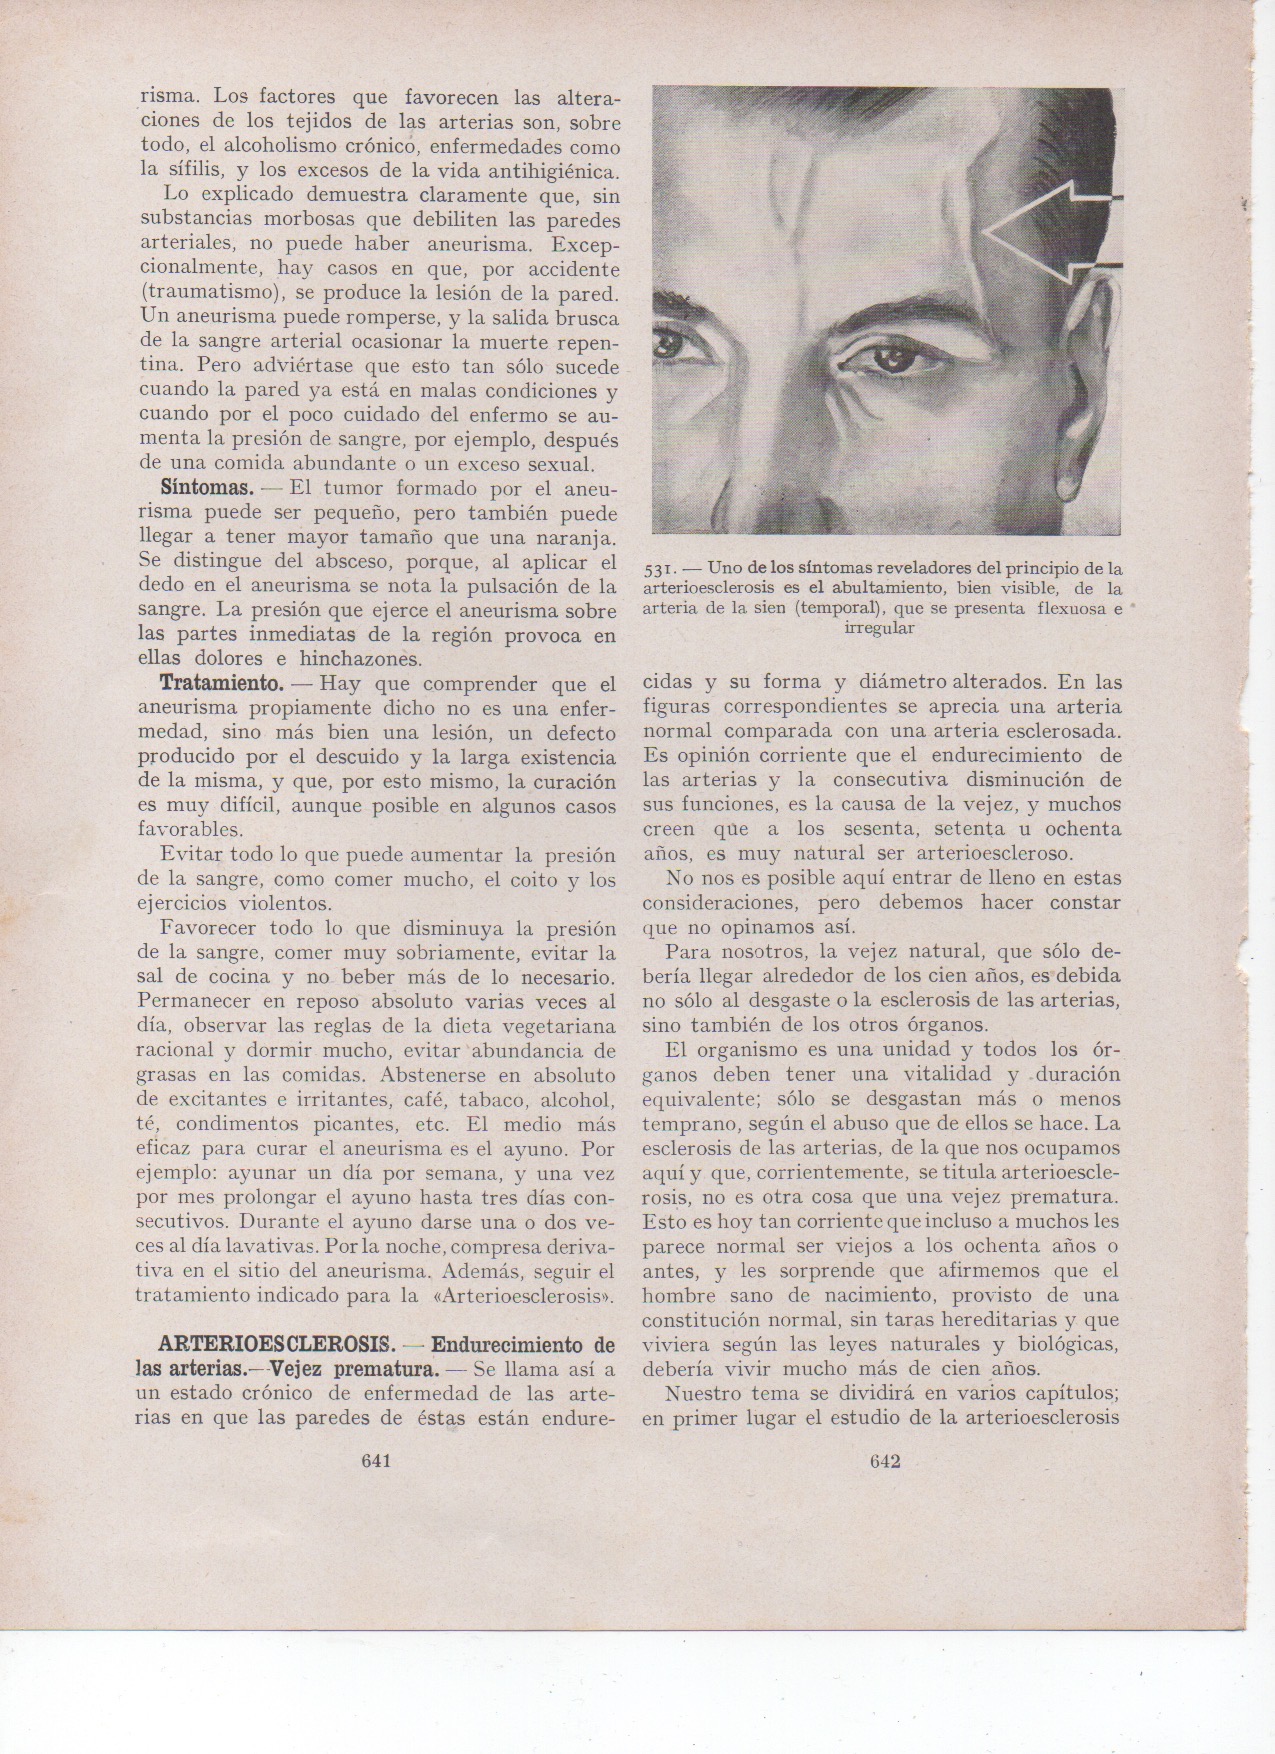 risma. Los factores que favorecen las altera-
ciones de los tejidos de las arterias son, sobre
todo, el alcoholismo crónico, enfermedades como
la sífilis, y los excesos de la vida antihigiénica.
Lo explicado demuestra claramente que, sin
substancias morbosas que debiliten las paredes
arteriales, no puede haber aneurisma. Excep-
cionalmente, hay casos en que, por accidente
(traumatismo), se produce la lesión de la pared.
Un aneurisma puede romperse, y la salida brusca
de la sangre arterial ocasionar la muerte repen-
tina. Pero adviértase que esto tan sólo sucede
cuando la pared ya está en malas condiciones y
cuando por el poco cuidado del enfermo se au-
menta la presión de sangre, por ejemplo, después
de una comida abundante o un exceso sexual.
Síntomas. — El tumor formado por el aneu-
risma puede ser pequeño, pero también puede
llegar a tener mayor tamaño que una naranja.
Se distingue del absceso, porque, al aplicar el
dedo en el aneurisma se nota la pulsación de la
sangre. La presión que ejerce el aneurisma sobre
las partes inmediatas de la región provoca en
ellas dolores e hinchazones.
Tratamiento. — Hay que comprender que el
aneurisma propiamente dicho no es una enfer-
medad, sino más bien una lesión, un defecto
producido por el descuido y la larga existencia
de la misma, y que, por esto mismo, la curación
es muy difícil, aunque posible en algunos casos
favorables.
Evitar todo lo que puede aumentar la presión
de la sangre, como comer mucho, el coito y los
ejercicios violentos.
Favorecer todo lo que disminuya la presión
de la sangre, comer muy sobriamente, evitar la
sal de cocina y no beber más de lo necesario.
Permanecer en reposo absoluto varias veces al
día, observar las reglas de la dieta vegetariana
racional y dormir mucho, evitar abundancia de
grasas en las comidas. Abstenerse en absoluto
de excitantes e irritantes, café, tabaco, alcohol,
té, condimentos picantes, etc. El medio más
eficaz para curar el aneurisma es el ayuno. Por
ejemplo: ayunar un día por semana, y una vez
por mes prolongar el ayuno hasta tres días con-
secutivos. Durante el ayuno darse una o dos ve-
ces al día lavativas. Por la noche, compresa deriva-
tiva en el sitio del aneurisma. Además, seguir el
tratamiento indicado para la «Arterioesclerosis».
ARTERIOESCLEROSIS. — Endurecimiento de
las arterias.—Vejez prematura. — Se llama así a
un estado crónico de enfermedad de las arte-
rias en que las paredes de éstas están endure-
641
531. — Uno de los síntomas reveladores del principio de la
arterioesclerosis es el abultamiento, bien visible, de la
arteria de la sien (temporal), que se presenta flexuosa e
irregular
cidas y su forma y diámetro alterados. En las
figuras correspondientes se aprecia una arteria
normal comparada con una arteria esclerosada.
Es opinión corriente que el endurecimiento de
las arterias y la consecutiva disminución de
sus funciones, es la causa de la vejez, y muchos
creen que a los sesenta, setenta u ochenta
años, es muy natural ser arterioescleroso.
No nos es posible aquí entrar de lleno en estas
consideraciones, pero debemos hacer constar
que no opinamos así.
Para nosotros, la vejez natural, que sólo de-
bería llegar alrededor de los cien años, es debida
no sólo al desgaste o la esclerosis de las arterias,
sino también de los otros órganos.
El organismo es una unidad y todos los ór-
ganos deben tener una vitalidad y duración
equivalente; sólo se desgastan más o menos
temprano, según el abuso que de ellos se hace. La
esclerosis de las arterias, de la que nos ocupamos
aquí y que, corrientemente, se titula arterioescle-
rosis, no es otra cosa que una vejez prematura.
Esto es hoy tan corriente que incluso a muchos les
parece normal ser viejos a los ochenta años o
antes, y les sorprende que afirmemos que el
hombre sano de nacimiento, provisto de una
constitución normal, sin taras hereditarias y que
viviera según las leyes naturales y biológicas,
debería vivir mucho más de cien años.
Nuestro tema se dividirá en varios capítulos;
en primer lugar el estudio de la arterioesclerosis
642